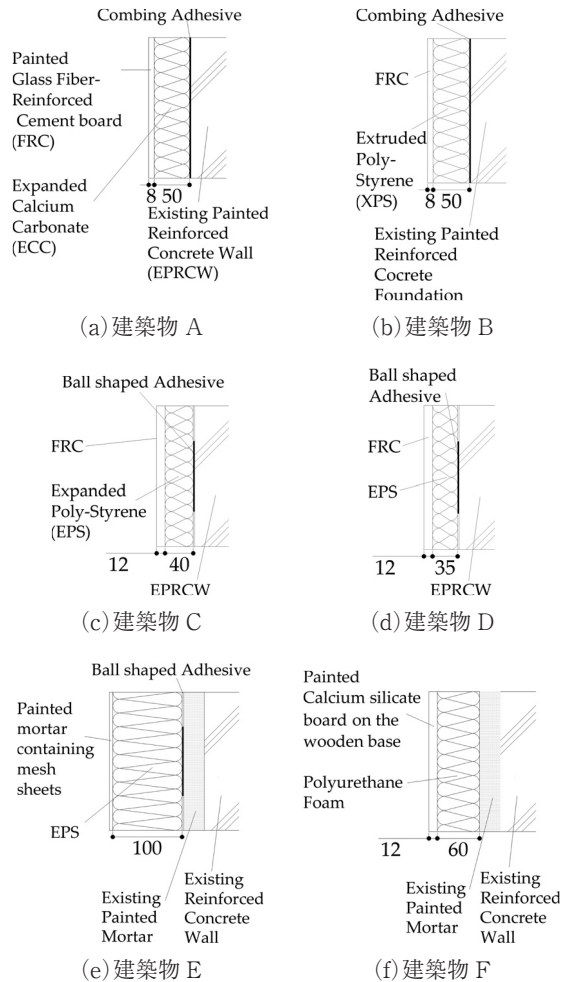 Combing Adhesive
Painted
Glass Fiber-
Reinforced
Cement board
(FRC)
Expanded
Calcium
Carbonate
(ECC)
8 50
Existing Painted
Reinforced
Concrete Wall
(EPRCW)
(a)建築物 A
Combing Adhesive
FRC
Extruded
Poly-
Styrene
(XPS)
8 50
Existing Painted
Reinforced
Cocrete
Foundation
(b)建築物 B
Ball shaped Adhesive
FRC
Expanded
Poly-Styrene
(EPS)
12
40
EPRCW
(c)建築物 C
Ball shaped
Adhesive
FRC
EPS
12
35
EPRCW
(d)建築物 D
Ball shaped Adhesive
Painted
mortar
containing
mesh
sheets
EPS
100
Existing
Painted
Mortar
Existing
Reinforced
Concrete
Wall
(e)建築物 E
Painted
Calcium silicate
board on the
wooden base
Polyurethane
Foam
12
60
Existing
Painted
Mortar
Existing
Reinforced
Concrete
Wall
(f)建築物 F